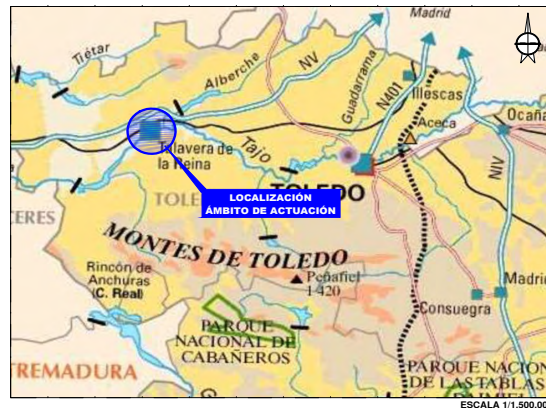 Madrid
Tiétar
Alberche
NV
Guadarrama
N401
Illescas
Aceca
Ocaña
Tajo
Talavera de
la Reina
NIV
LOCALIZACIÓN
ÁMBITO DE ACTUACIÓN
TOLEDO
TOLE
CERES
MONTES DE TOLEDO
Rincón de
Anchuras
(C. Real)
Peñafiel
1 420
Madri
Consuegra
PARQUE
NACIONAL DE
CABAÑEROS
TREMADURA
PARQUE NACION
DE LAS TABLAS
ESCALA 1/1.500.00